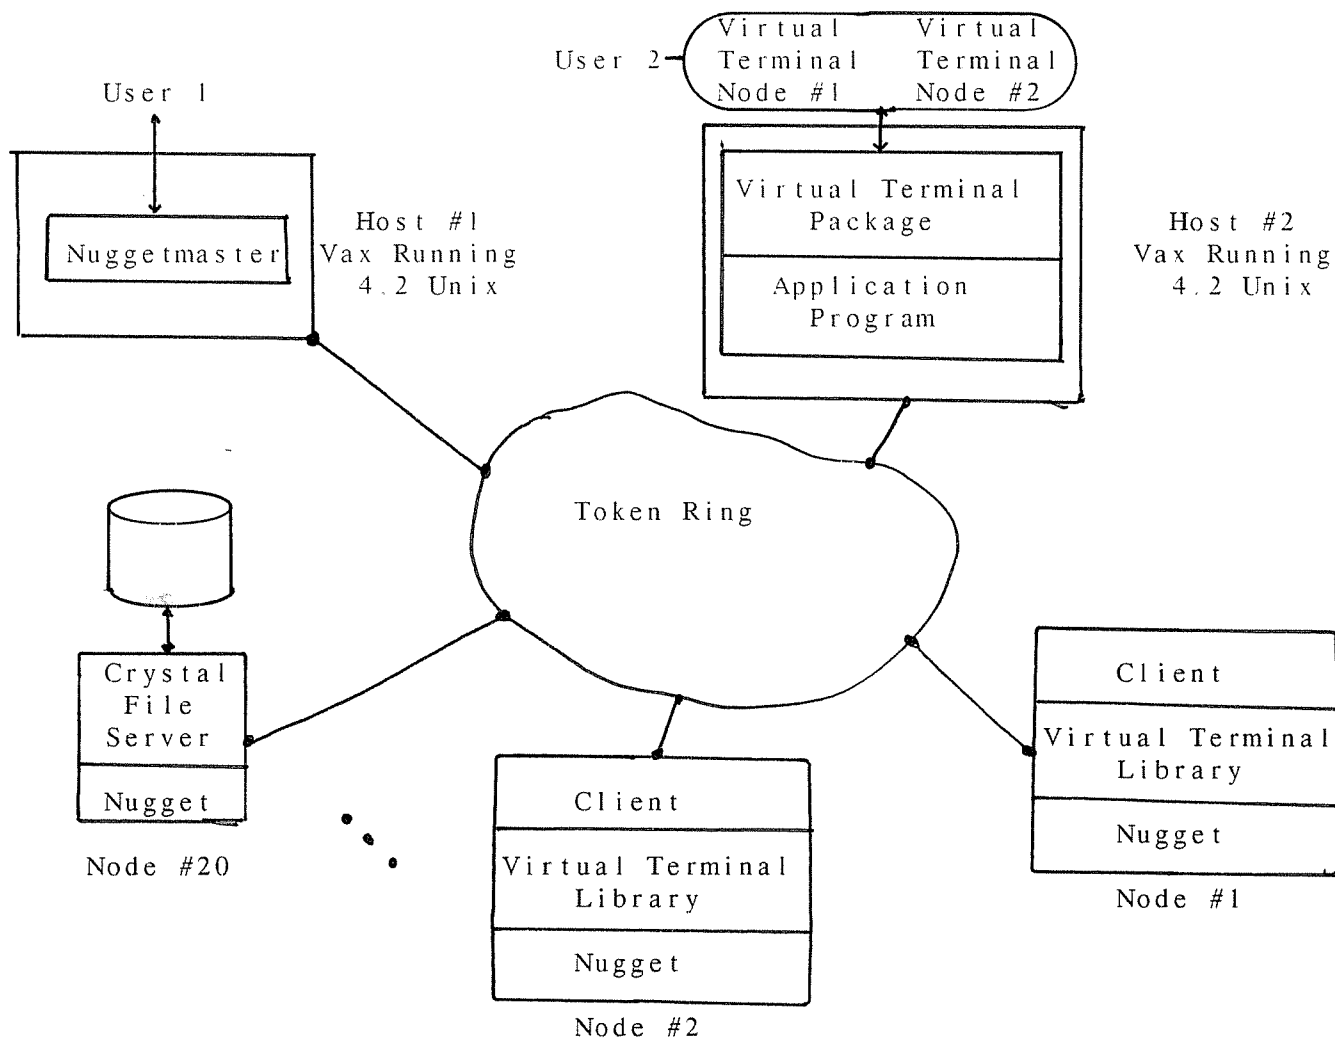 User 2
Virtual
Terminal
Node #1
Virtual
Terminal
Node #2
User 1
Nuggetmaster
Host #1
Vax Running
4.2 Unix
Virtual Terminal
Package
Application
Program
Host #2
Vax Running
4.2 Unix
Token Ring
Crystal
File
Server
Nugget
Node #20
Client
Virtual Terminal
Library
Nugget
Node #2
Client
Virtual Terminal
Library
Nugget
Node #1